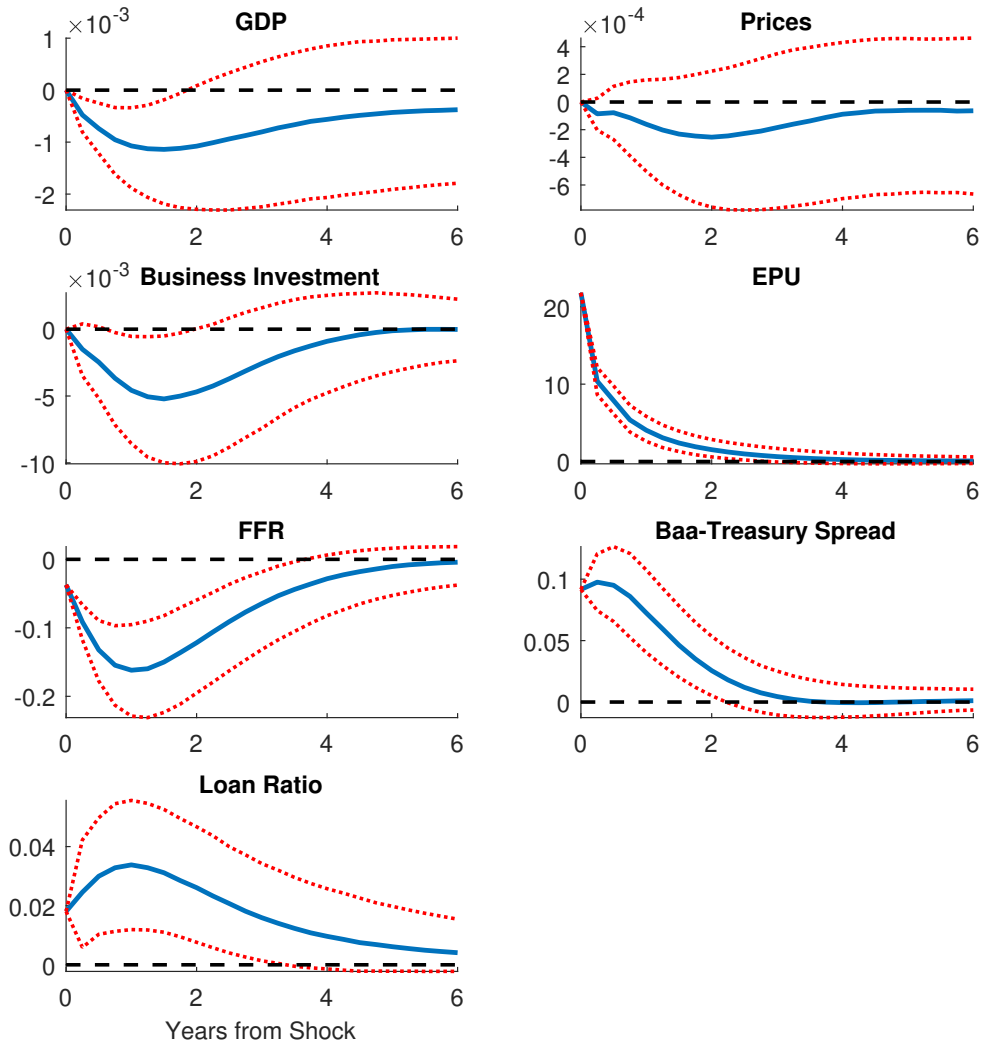 ×10⁻³ GDP
1
0
-1
-2
0 2 4 6
×10⁻⁴ Prices
4
2
0
-2
-4
-6
0 2 4 6
×10⁻³ Business Investment
0
-5
-10
0 2 4 6
EPU
20
10
0
0 2 4 6
FFR
0
-0.1
-0.2
0 2 4 6
Baa-Treasury Spread
0.1
0.05
0
0 2 4 6
Loan Ratio
0.04
0.02
0
0 2 4 6
Years from Shock